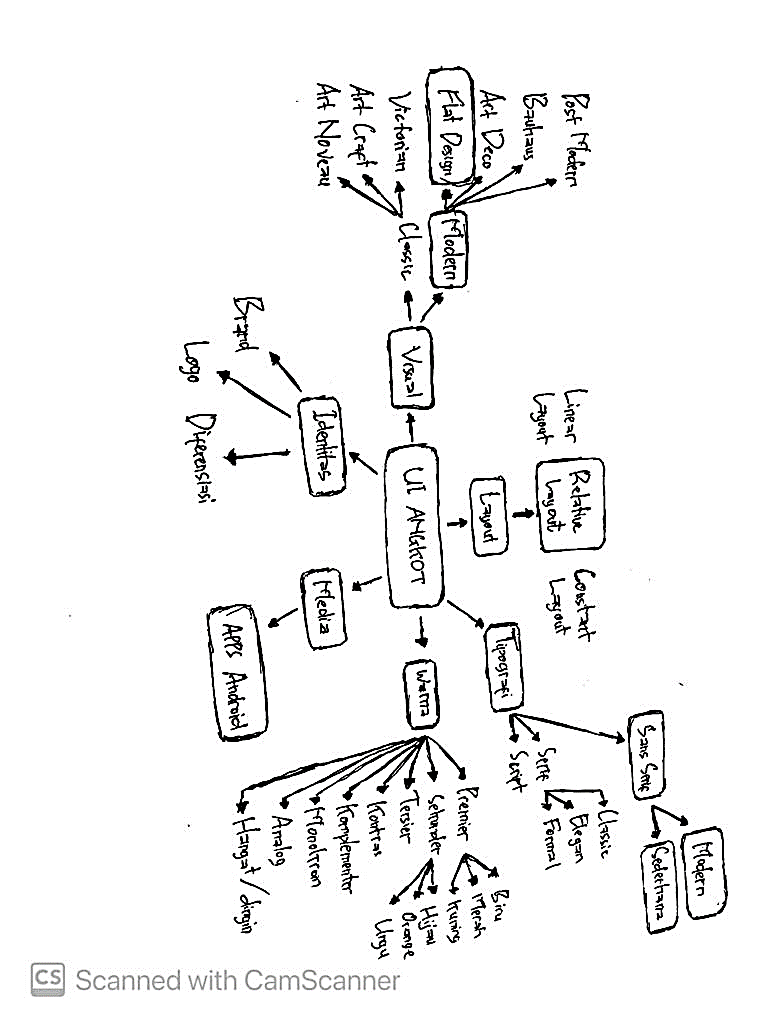 Post Modern
Bauhaus
Art Deco
Flat Design
Victorian
Art Craft
Art Noveau
Modern
Classic
Visual
Brand
Logo
Diferensiasi
Identitas
UI ANGKOT
Layout
Linear
Layout
Relative
Layout
Constart
Layout
Media
Apps Android
Tipografi
Sans Serif
Modern
Sederhana
Serif
Script
Classic
Elegan
Formal
Warna
Premier
Sekunder
Tersier
Kontras
Komplementer
Monokrom
Analog
Hangat/dingin
Biru
Merah
Kuning
Hijau
Orange
Ungu
CS Scanned with CamScanner